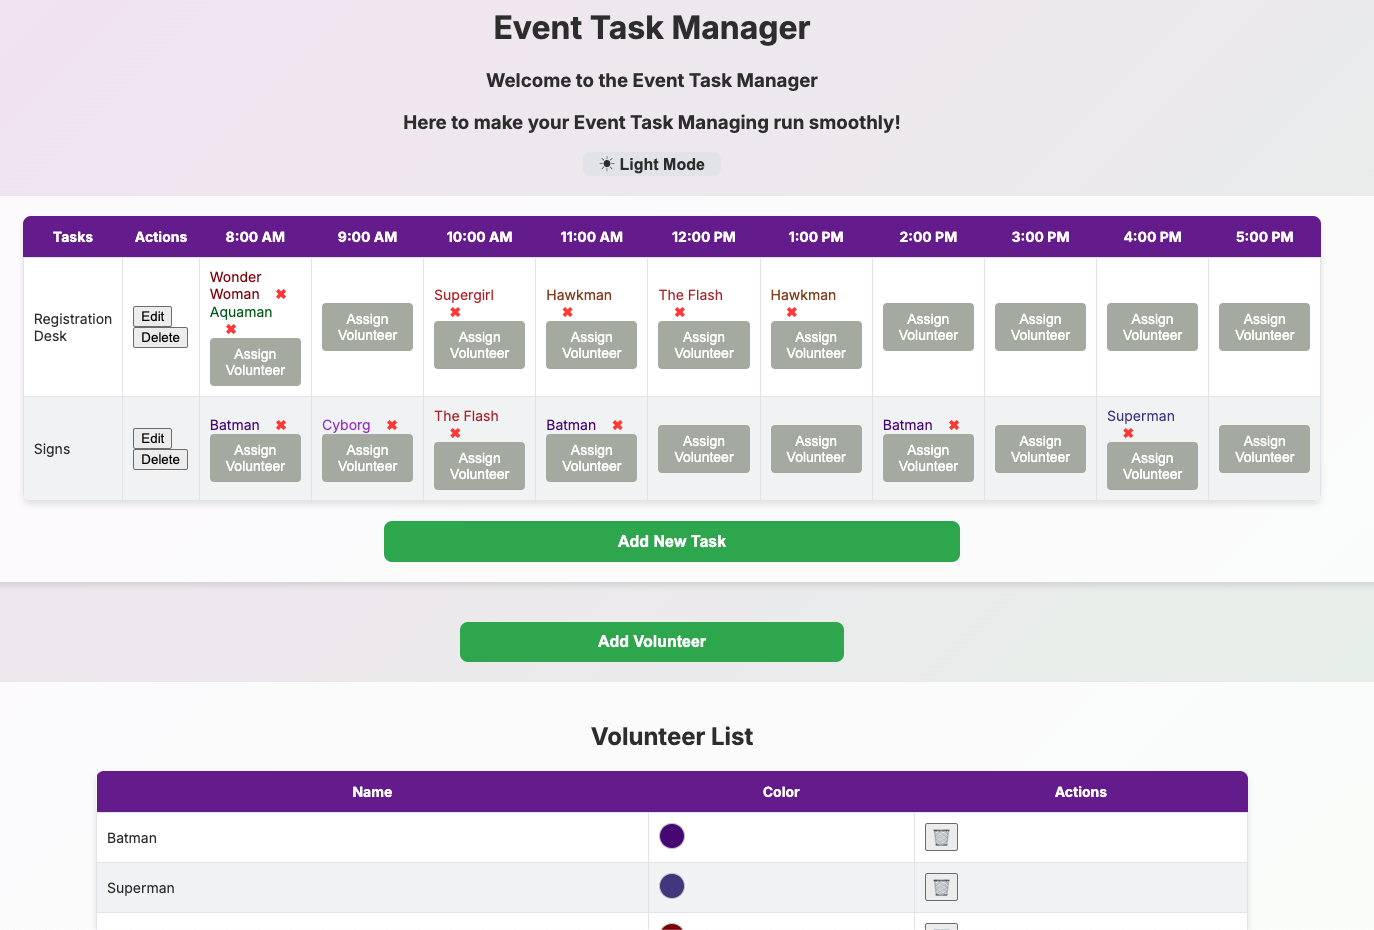 Event Task Manager
Welcome to the Event Task Manager
Here to make your Event Task Managing run smoothly!
☀ Light Mode
Tasks Actions 8:00 AM 9:00 AM 10:00 AM 11:00 AM 12:00 PM 1:00 PM 2:00 PM 3:00 PM 4:00 PM 5:00 PM
Registration
Desk
Edit
Delete
Wonder
Woman ✖
Aquaman
✖
Assign
Volunteer
Assign
Volunteer
Supergirl
✖
Assign
Volunteer
Hawkman
✖
Assign
Volunteer
The Flash
✖
Assign
Volunteer
Hawkman
✖
Assign
Volunteer
Assign
Volunteer
Assign
Volunteer
Assign
Volunteer
Assign
Volunteer
Signs
Edit
Delete
Batman ✖
Assign
Volunteer
Cyborg ✖
Assign
Volunteer
The Flash
✖
Assign
Volunteer
Batman ✖
Assign
Volunteer
Assign
Volunteer
Assign
Volunteer
Batman ✖
Assign
Volunteer
Assign
Volunteer
Superman
✖
Assign
Volunteer
Assign
Volunteer
Add New Task
Add Volunteer
Volunteer List
Name Color Actions
Batman
Superman